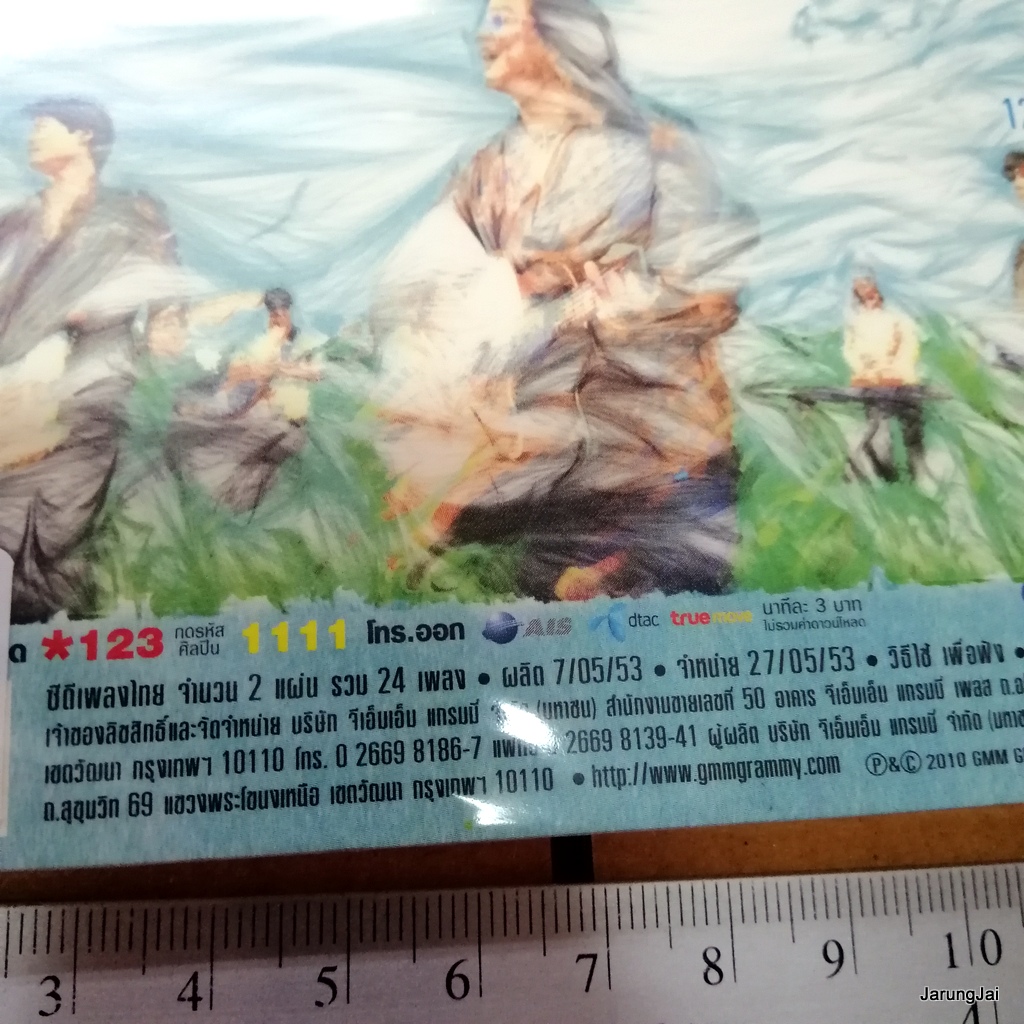 12
ด *123 กดรหัสศิลปิน 1111 โทร.ออก AIS dtac truemove นาทีละ 3 บาท ไม่รวมค่าดาวน์โหลด
ซีดีเพลงไทย จำนวน 2 แผ่น รวม 24 เพลง • ผลิต 7/05/53 • จำหน่าย 27/05/53 • วิธีใช้ เพื่อฟัง •
เจ้าของลิขสิทธิ์และจัดจำหน่าย บริษัท จีเอ็มเอ็ม แกรมมี่ (มหาชน) สำนักงานขายเลขที่ 50 อาคาร จีเอ็มเอ็ม แกรมมี่ เพลส ถ.อ
เขตวัฒนา กรุงเทพฯ 10110 โทร. 0 2669 8186-7 2669 8139-41 ผู้ผลิต บริษัท จีเอ็มเอ็ม แกรมมี่ จำกัด (มหาช
ถ.สุขุมวิท 69 แขวงพระโขนงเหนือ เขตวัฒนา กรุงเทพฯ 10110 • http://www.gmmgrammy.com Ⓟ&Ⓒ 2010 GMM G
3 4 5 6 7 8 9 10
JarungJai
4